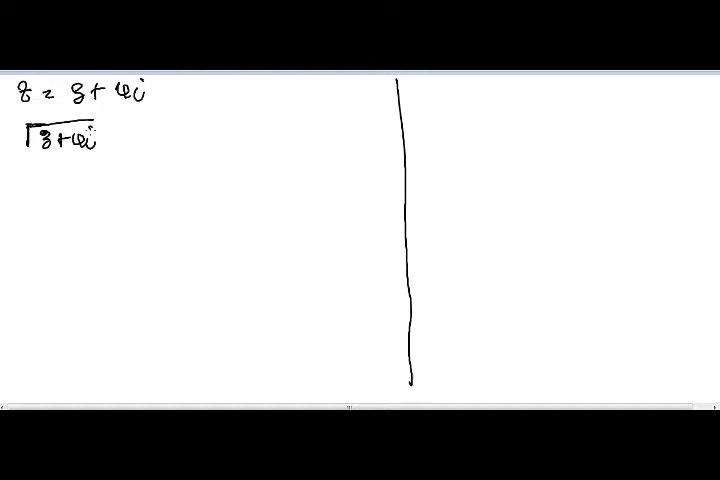 z = 3 + 4i
√3+4i